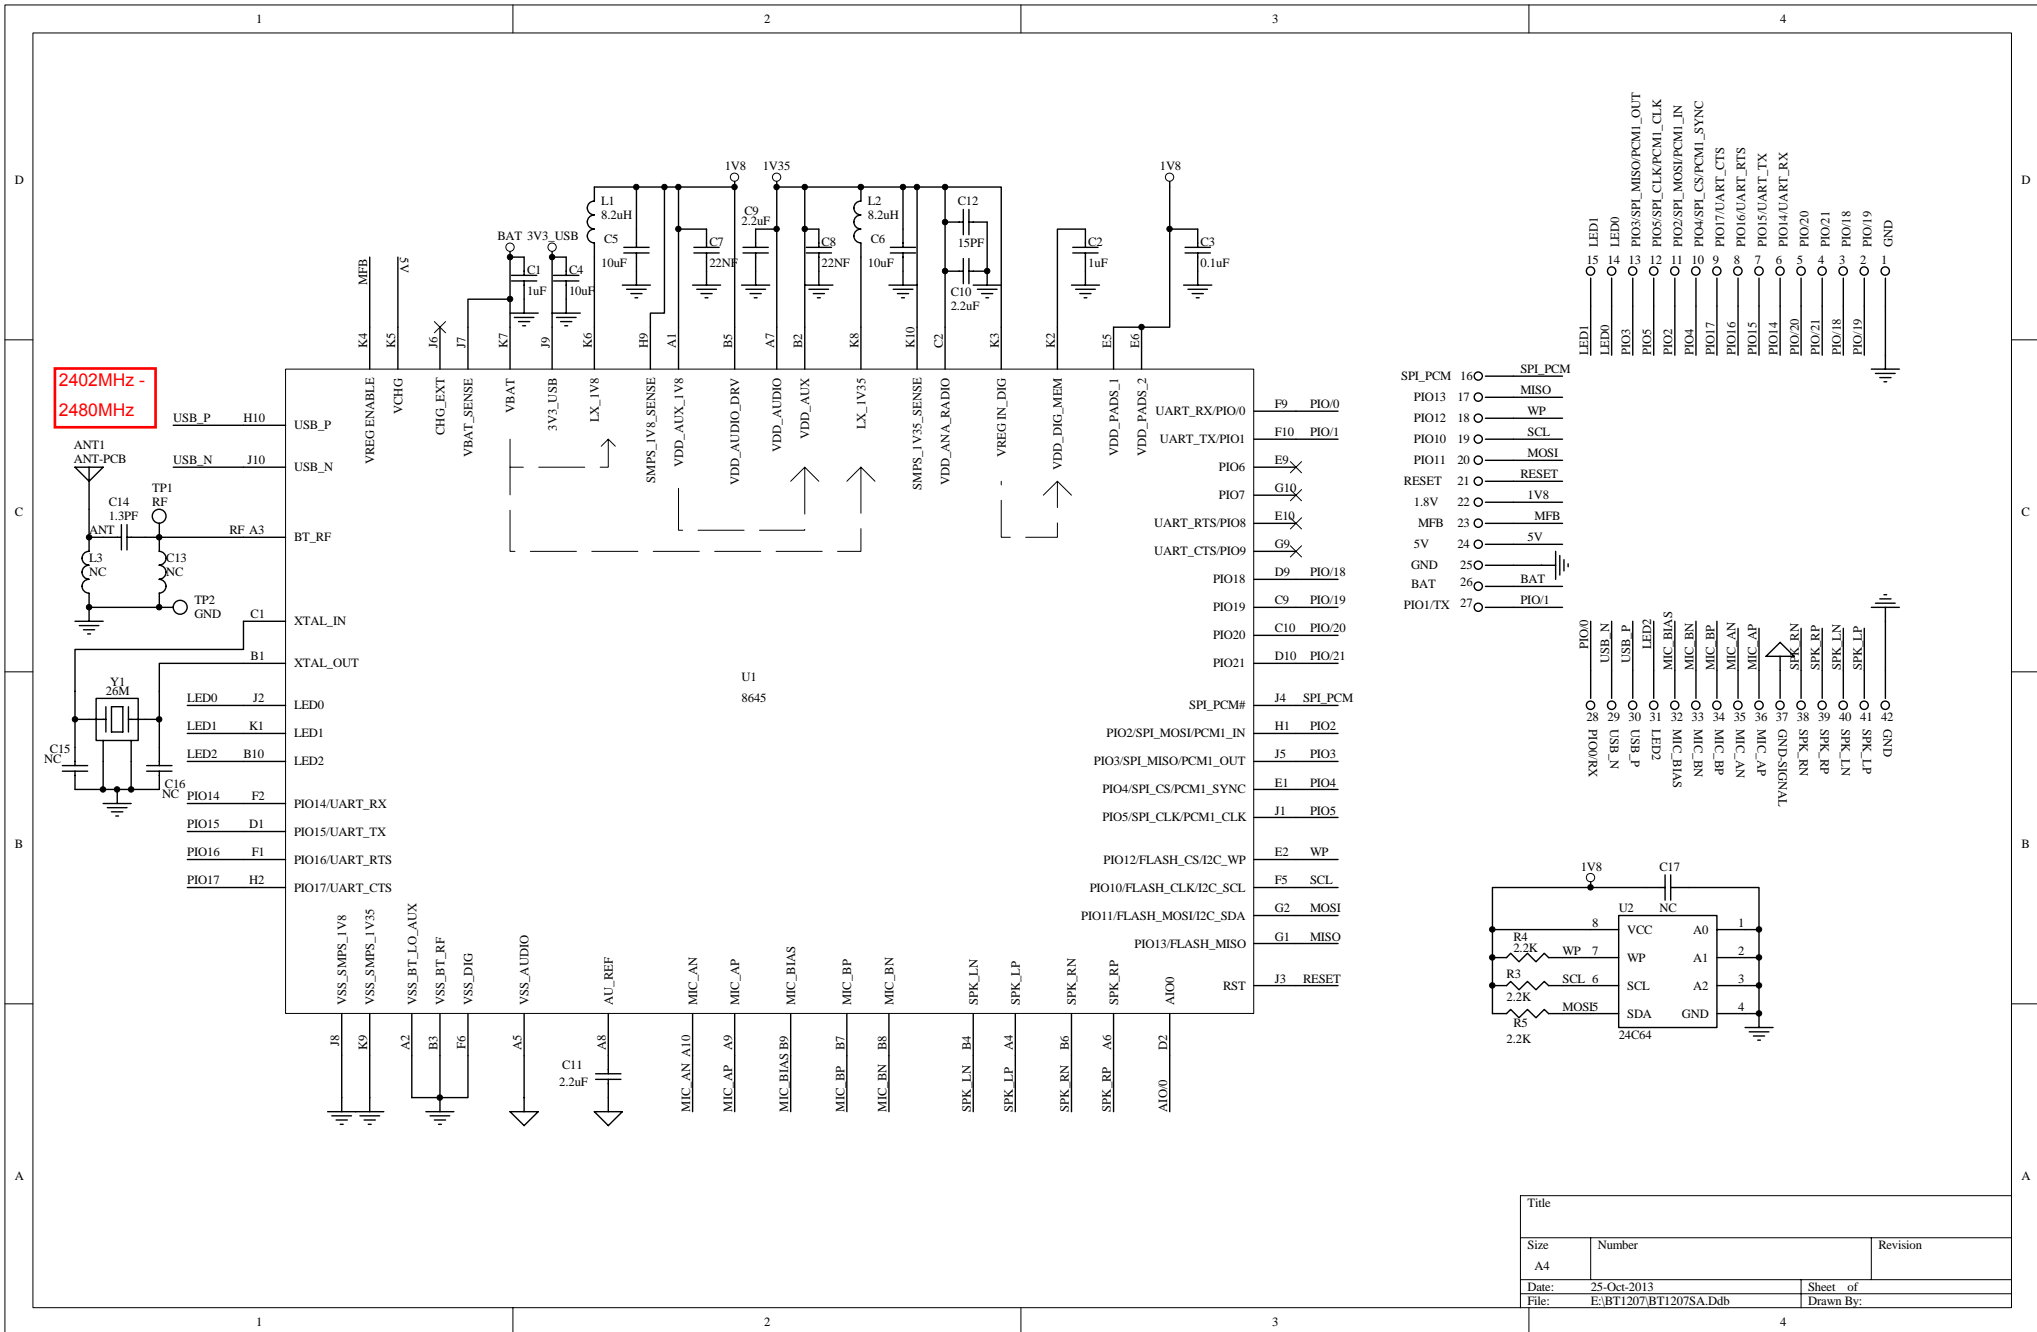 1 2 3 4
D
C
B
A
2402MHz -
2480MHz
ANT1
ANT-PCB
C14
1.3PF
TP1
RF
ANT
L3
NC
C13
NC
TP2
GND
USB_P H10 USB_P
USB_N J10 USB_N
RF A3 BT_RF
C1 XTAL_IN
B1 XTAL_OUT
Y1
26M
C15
NC
C16
NC
LED0 J2 LED0
LED1 K1 LED1
LED2 B10 LED2
PIO14 F2 PIO14/UART_RX
PIO15 D1 PIO15/UART_TX
PIO16 F1 PIO16/UART_RTS
PIO17 H2 PIO17/UART_CTS
MFB K4 VREG ENABLE
5V K5 VCHG
J6 CHG_EXT
J7 VBAT_SENSE
K7 VBAT
J9 3V3_USB
K6 LX_1V8
H9 SMPS_1V8_SENSE
A1 VDD_AUX_1V8
B5 VDD_AUDIO_DRV
A7 VDD_AUDIO
B2 VDD_AUX
K8 LX_1V35
K10 SMPS_1V35_SENSE
C2 VDD_ANA_RADIO
K3 VREG IN_DIG
K2 VDD_DIG_MEM
E5 VDD_PADS_1
E6 VDD_PADS_2
BAT 3V3_USB
C1
1uF
C4
10uF
L1
8.2uH
C5
10uF
C7
22NF
1V8 1V35
C9
2.2uF
C8
22NF
L2
8.2uH
C6
10uF
C12
15PF
C10
2.2uF
C2
1uF
1V8
C3
0.1uF
U1
8645
UART_RX/PIO/0 F9 PIO/0
UART_TX/PIO1 F10 PIO/1
PIO6 E9
PIO7 G10
UART_RTS/PIO8 E10
UART_CTS/PIO9 G9
PIO18 D9 PIO/18
PIO19 C9 PIO/19
PIO20 C10 PIO/20
PIO21 D10 PIO/21
SPI_PCM# J4 SPI_PCM
PIO2/SPI_MOSI/PCM1_IN H1 PIO2
PIO3/SPI_MISO/PCM1_OUT J5 PIO3
PIO4/SPI_CS/PCM1_SYNC E1 PIO4
PIO5/SPI_CLK/PCM1_CLK J1 PIO5
PIO12/FLASH_CS/I2C_WP E2 WP
PIO10/FLASH_CLK/I2C_SCL F5 SCL
PIO11/FLASH_MOSI/I2C_SDA G2 MOSI
PIO13/FLASH_MISO G1 MISO
RST J3 RESET
VSS_SMPS_1V8 J8
VSS_SMPS_1V35 K9
VSS_BT_LO_AUX A2
VSS_BT_RF B3
VSS_DIG F6
VSS_AUDIO A5
AU_REF A8
C11
2.2uF
MIC_AN A10 MIC_AN
MIC_AP A9 MIC_AP
MIC_BIAS B9 MIC_BIAS
MIC_BP B7 MIC_BP
MIC_BN B8 MIC_BN
SPK_LN B4 SPK_LN
SPK_LP A4 SPK_LP
SPK_RN B6 SPK_RN
SPK_RP A6 SPK_RP
AIO0 D2 AIO/0
LED1 15 LED1
LED0 14 LED0
PIO3/SPI_MISO/PCM1_OUT 13 PIO3
PIO5/SPI_CLK/PCM1_CLK 12 PIO5
PIO2/SPI_MOSI/PCM1_IN 11 PIO2
PIO4/SPI_CS/PCM1_SYNC 10 PIO4
PIO17/UART_CTS 9 PIO17
PIO16/UART_RTS 8 PIO16
PIO15/UART_TX 7 PIO15
PIO14/UART_RX 6 PIO14
PIO/20 5 PIO/20
PIO/21 4 PIO/21
PIO/18 3 PIO/18
PIO/19 2 PIO/19
GND 1
SPI_PCM 16 SPI_PCM
PIO13 17 MISO
PIO12 18 WP
PIO10 19 SCL
PIO11 20 MOSI
RESET 21 RESET
1.8V 22 1V8
MFB 23 MFB
5V 24 5V
GND 25
BAT 26 BAT
PIO1/TX 27 PIO/1
PIO/0 28 PIO0/RX
USB_N 29 USB_N
USB_P 30 USB_P
LED2 31 LED2
MIC_BIAS 32 MIC_BIAS
MIC_BN 33 MIC_BN
MIC_BP 34 MIC_BP
MIC_AN 35 MIC_AN
MIC_AP 36 MIC_AP
37 GND-SIGNAL
SPK_RN 38 SPK_RN
SPK_RP 39 SPK_RP
SPK_LN 40 SPK_LN
SPK_LP 41 SPK_LP
42 GND
1V8
C17
NC
U2
8 VCC A0 1
R4
2.2K
WP 7 WP A1 2
R3
2.2K
SCL 6 SCL A2 3
R5
2.2K
MOSI5 SDA GND 4
24C64
Title
Size Number Revision
A4
Date: 25-Oct-2013 Sheet of
File: E:\BT1207\BT1207SA.Ddb Drawn By:
D
C
B
A
1 2 3 4